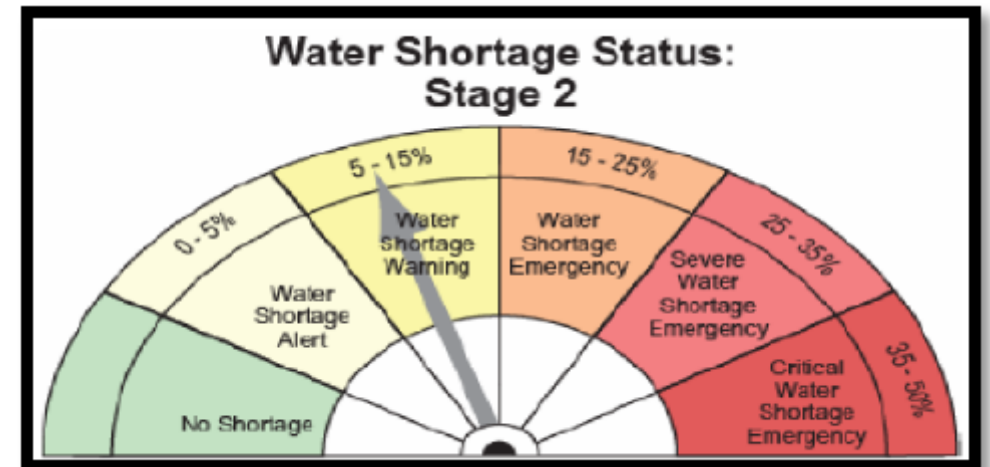 Water Shortage Status:
Stage 2
No Shortage
0 - 5%
Water
Shortage
Alert
5 - 15%
Water
Shortage
Warning
15 - 25%
Water
Shortage
Emergency
25 - 35%
Severe
Water
Shortage
Emergency
35 - 50%
Critical
Water
Shortage
Emergency